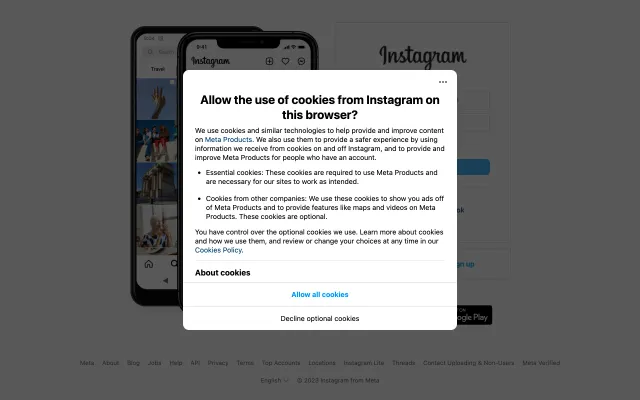 Instagram
9:41
Instagram
Travel
•••
Allow the use of cookies from Instagram on
this browser?
We use cookies and similar technologies to help provide and improve content
on Meta Products. We also use them to provide a safer experience by using
information we receive from cookies on and off Instagram, and to provide and
improve Meta Products for people who have an account.
• Essential cookies: These cookies are required to use Meta Products and
are necessary for our sites to work as intended.
• Cookies from other companies: We use these cookies to show you ads off
of Meta Products and to provide features like maps and videos on Meta
Products. These cookies are optional.
You have control over the optional cookies we use. Learn more about cookies
and how we use them, and review or change your choices at any time in our
Cookies Policy.
About cookies
Allow all cookies
Decline optional cookies
ok
gn up
gle Play
Meta About Blog Jobs Help API Privacy Terms Top Accounts Locations Instagram Lite Threads Contact Uploading & Non-Users Meta Verified
English © 2023 Instagram from Meta